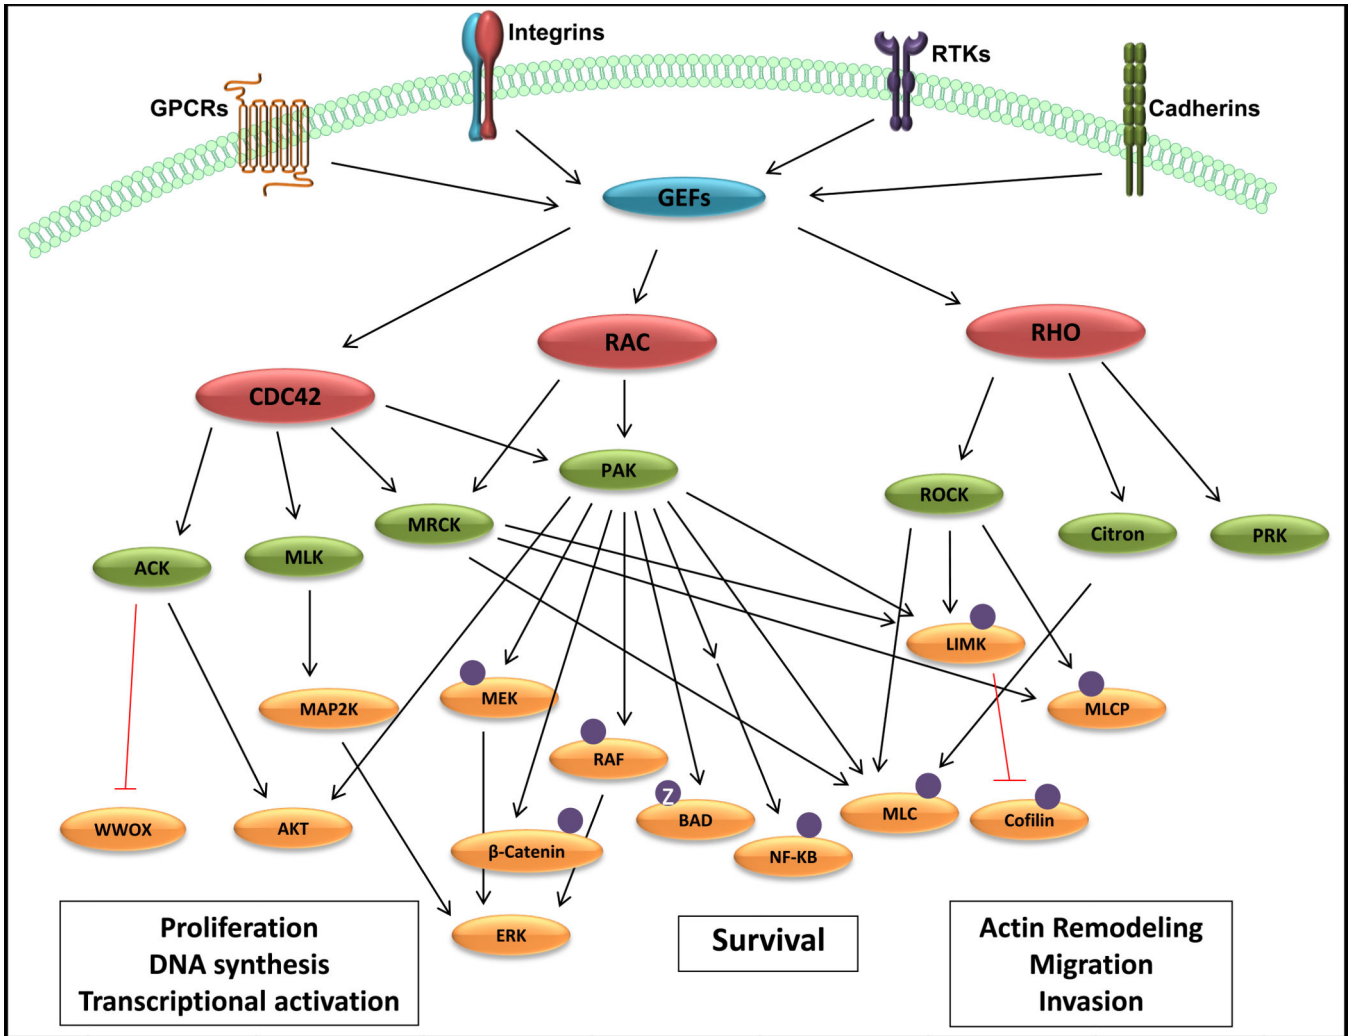 Integrins
RTKs
GPCRs
Cadherins
GEFs
RAC
RHO
CDC42
PAK
ROCK
MRCK
Citron
PRK
MLK
ACK
LIMK
MEK
MAP2K
MLCP
RAF
Z
BAD
MLC
Cofilin
WWOX
AKT
β-Catenin
NF-KB
ERK
Proliferation
DNA synthesis
Transcriptional activation
Survival
Actin Remodeling
Migration
Invasion